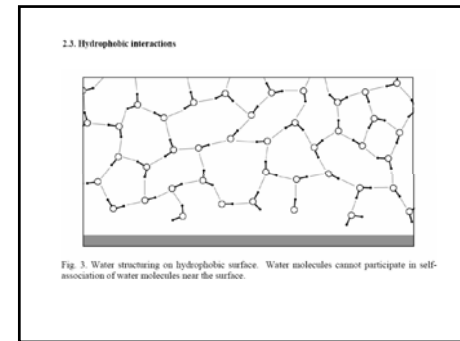 2.3. Hydrophobic interactions
Fig. 3. Water structuring on hydrophobic surface. Water molecules cannot participate in self-
association of water molecules near the surface.